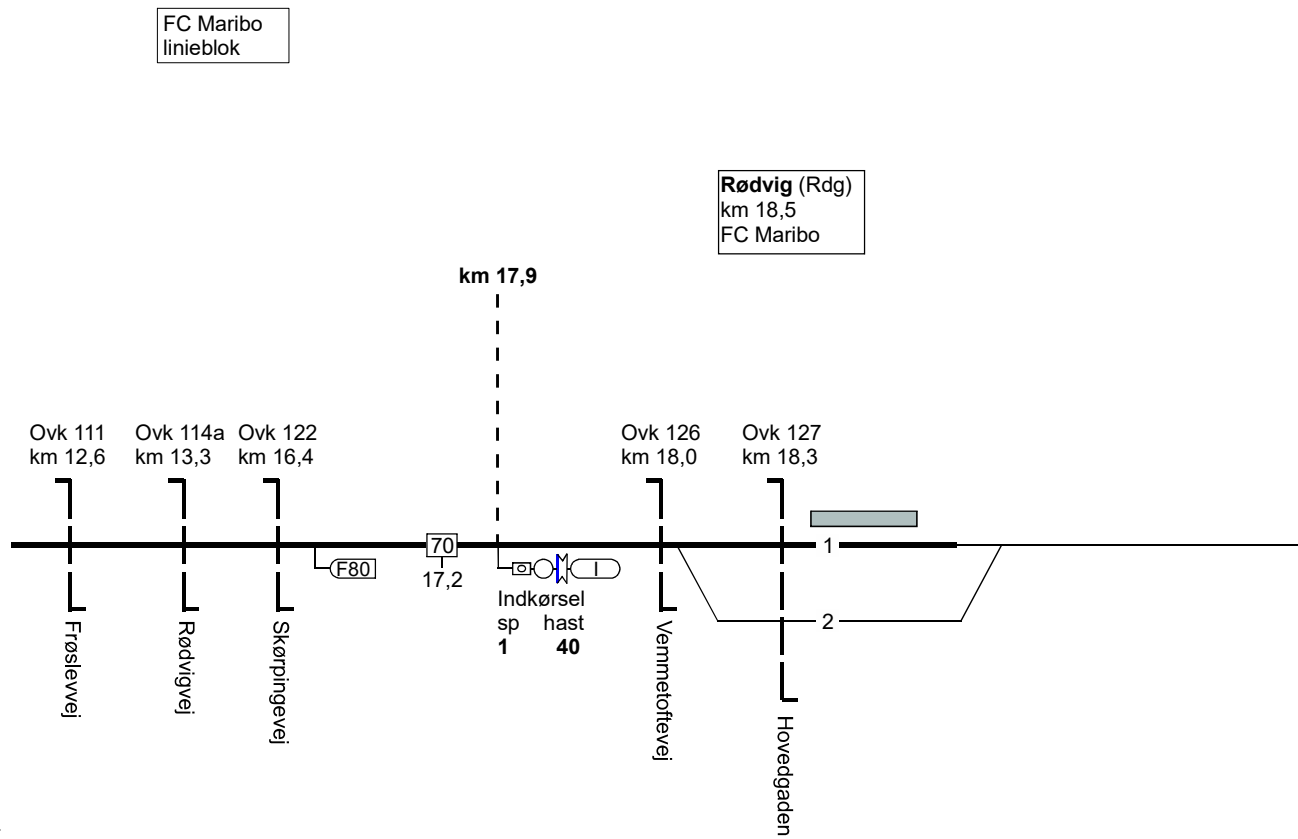 FC Maribo
linieblok
Rødvig (Rdg)
km 18,5
FC Maribo
km 17,9
Ovk 111
km 12,6
Ovk 114a
km 13,3
Ovk 122
km 16,4
Ovk 126
km 18,0
Ovk 127
km 18,3
70
1
F80
17,2
I
Indkørsel
sp hast
1 40
2
Frøslevvej
Rødvigvej
Skørpingevej
Vemmetoftevej
Hovedgaden